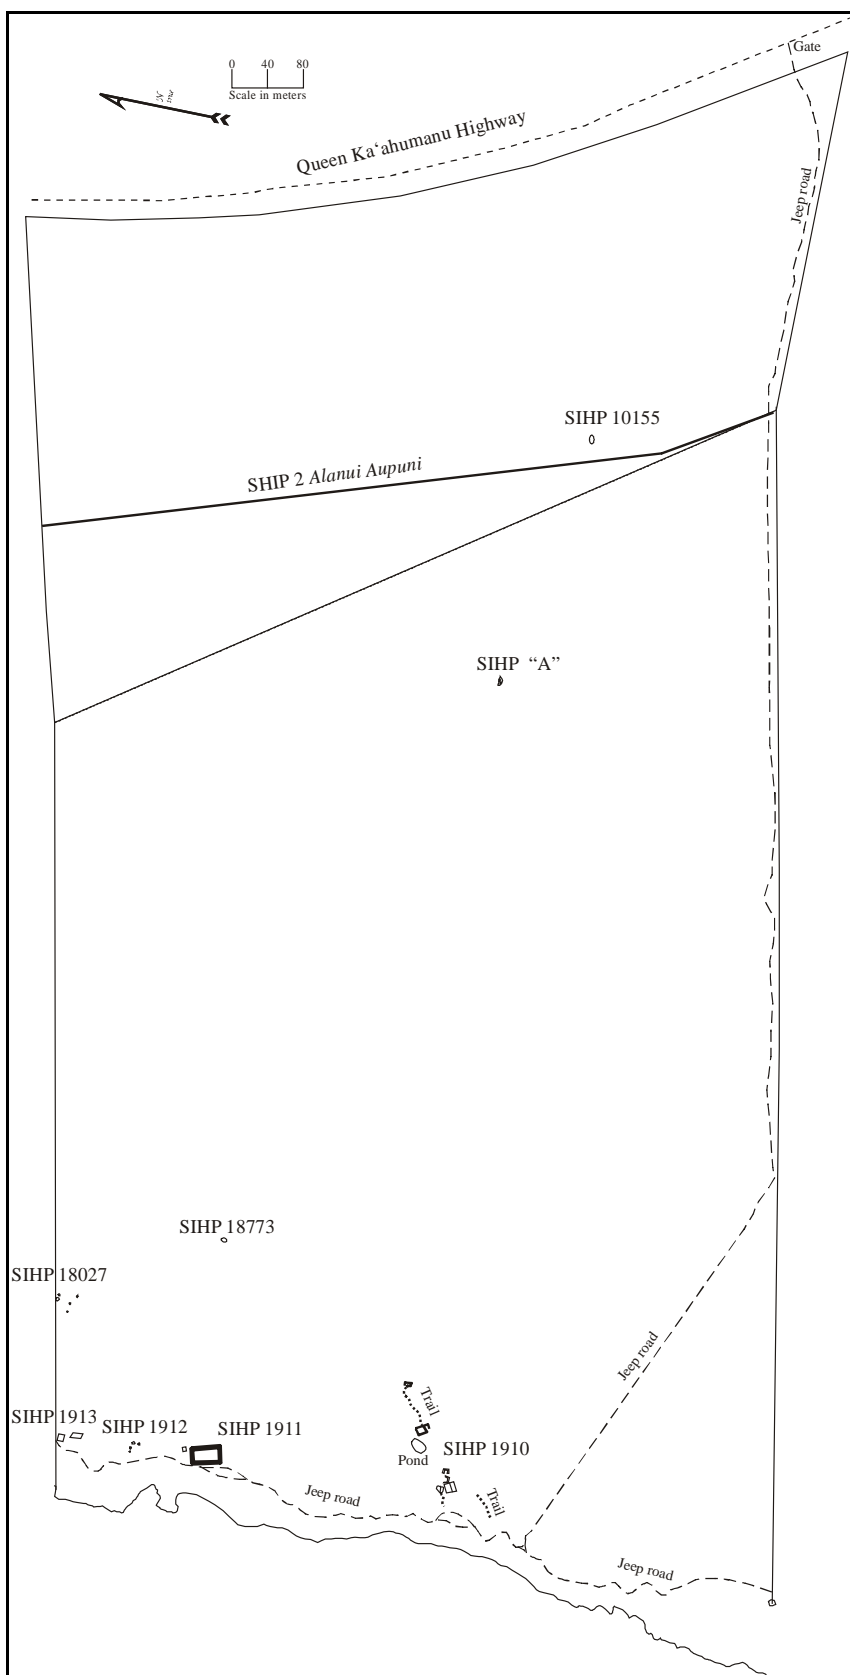 Gate
0 40 80
Scale in meters
N
Queen Ka‘ahumanu Highway
Jeep road
SIHP 10155
SHIP 2 Alanui Aupuni
SIHP “A”
SIHP 18773
SIHP 18027
Jeep road
Trail
SIHP 1913
SIHP 1912
SIHP 1911
SIHP 1910
Pond
Jeep road
Trail
Jeep road